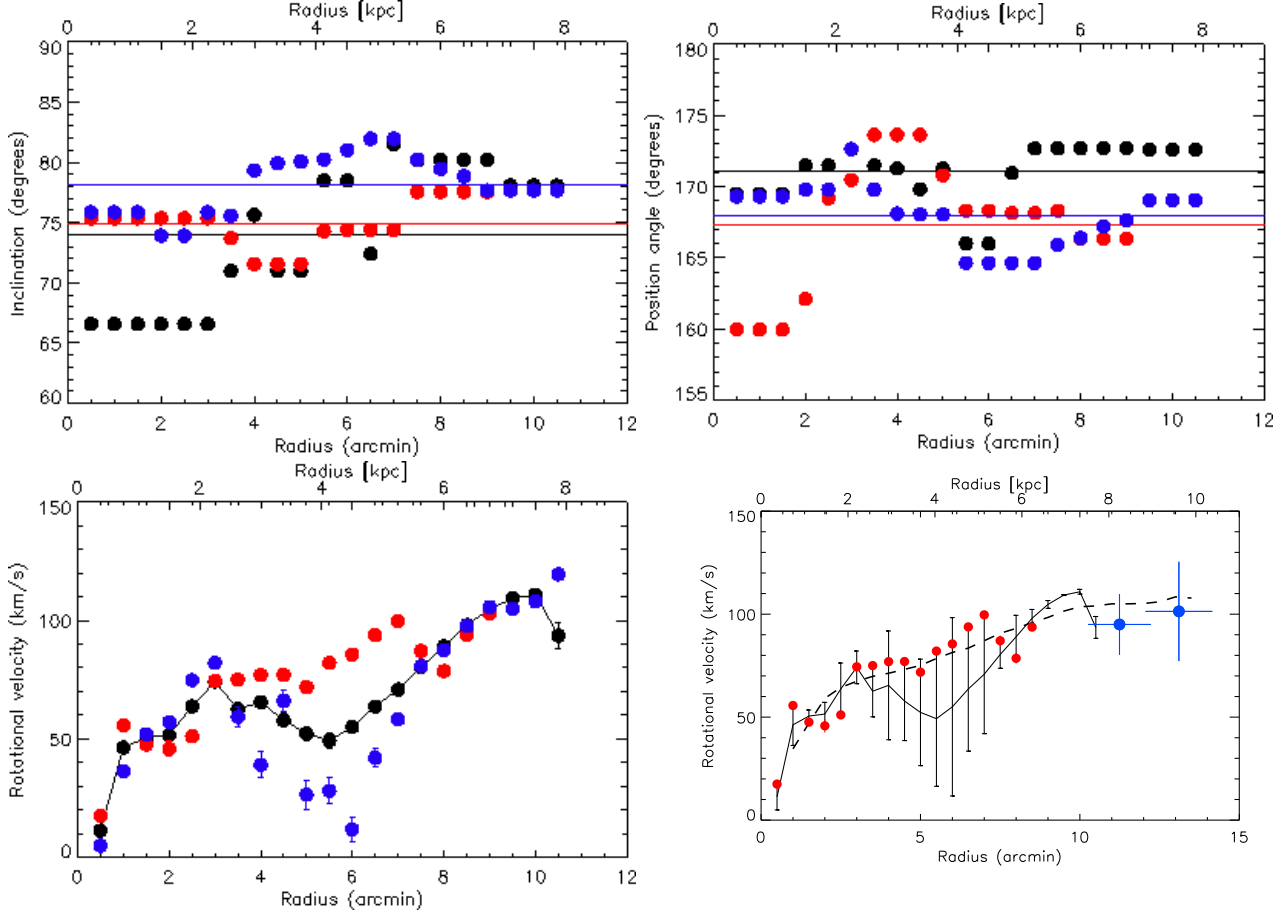 Radius [kpc]
0 2 4 6 8
90
85
80
75
70
65
60
Inclination (degrees)
0 2 4 6 8 10 12
Radius (arcmin)
Radius [kpc]
0 2 4 6 8
180
175
170
165
160
155
Position angle (degrees)
0 2 4 6 8 10 12
Radius (arcmin)
Radius [kpc]
0 2 4 6 8
150
100
50
0
Rotational velocity (km/s)
0 2 4 6 8 10 12
Radius (arcmin)
Radius [kpc]
0 2 4 6 8 10
150
100
50
0
Rotational velocity (km/s)
0 5 10 15
Radius (arcmin)